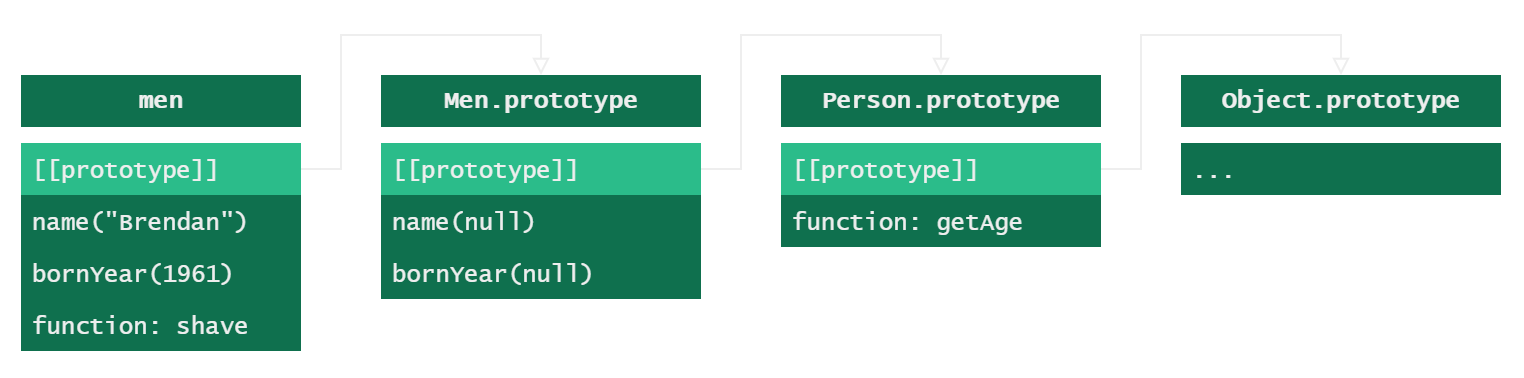 men
[[prototype]]
name("Brendan")
bornYear(1961)
function: shave
Men.prototype
[[prototype]]
name(null)
bornYear(null)
Person.prototype
[[prototype]]
function: getAge
Object.prototype
...